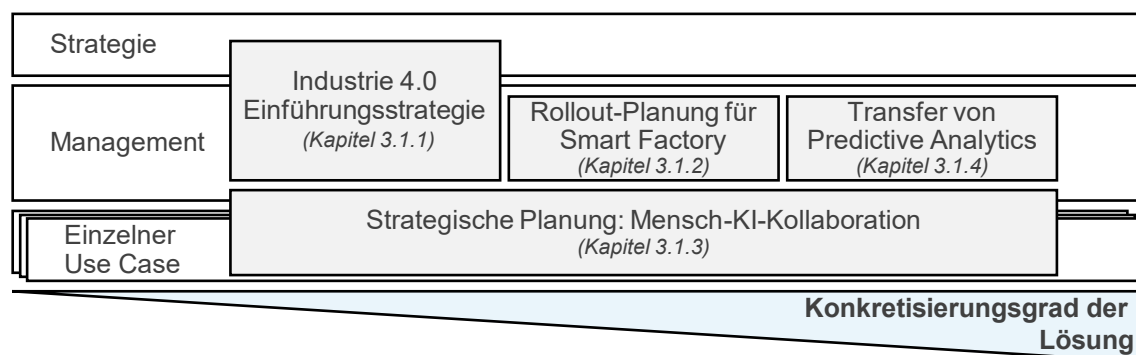 Strategie
Industrie 4.0
Einführungsstrategie
(Kapitel 3.1.1)
Management
Rollout-Planung für
Smart Factory
(Kapitel 3.1.2)
Transfer von
Predictive Analytics
(Kapitel 3.1.4)
Einzelner
Use Case
Strategische Planung: Mensch-KI-Kollaboration
(Kapitel 3.1.3)
Konkretisierungsgrad der
Lösung